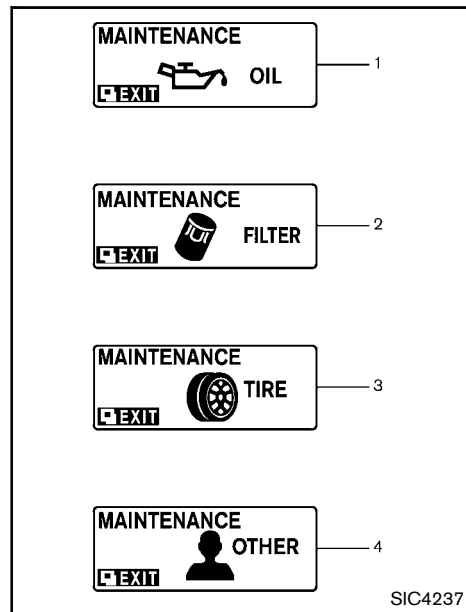 MAINTENANCE
OIL
EXIT
1
MAINTENANCE
FILTER
EXIT
2
MAINTENANCE
TIRE
EXIT
3
MAINTENANCE
OTHER
EXIT
4
SIC4237